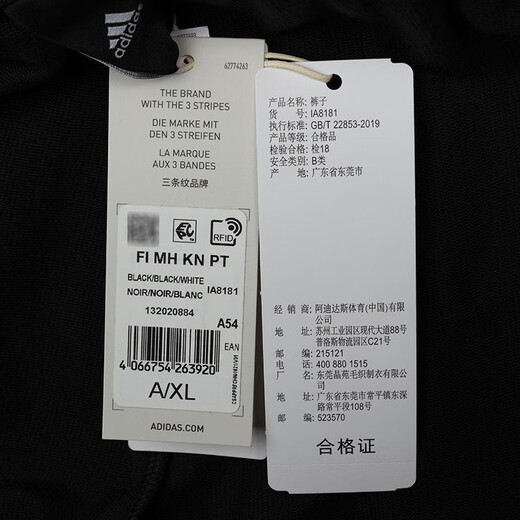 adidas
62774263
THE BRAND
WITH THE 3 STRIPES
DIE MARKE MIT
DEN 3 STREIFEN
LA MARQUE
AUX 3 BANDES
三条纹品牌
EPC
RFID
FI MH KN PT
BLACK/BLACK/WHITE
NOIR/NOIR/BLANC
IA8181
132020884
A54
EAN
4 066754 263920
A/XL
ADIDAS.COM
产品名称: 裤子
货 号: IA8181
执行标准: GB/T 22853-2019
产品等级: 合格品
检验合格: 检18
安全类别: B类
产 地: 广东省东莞市
经 销 商: 阿迪达斯体育(中国)有限
公司
地 址: 苏州工业园区现代大道88号
普洛斯物流园区C21号
邮 编: 215121
电 话: 400 880 1515
制 造 商: 东莞晶苑毛织制衣有限公司
地 址: 广东省东莞市常平镇东深
路常平段108号
邮 编: 523570
合格证